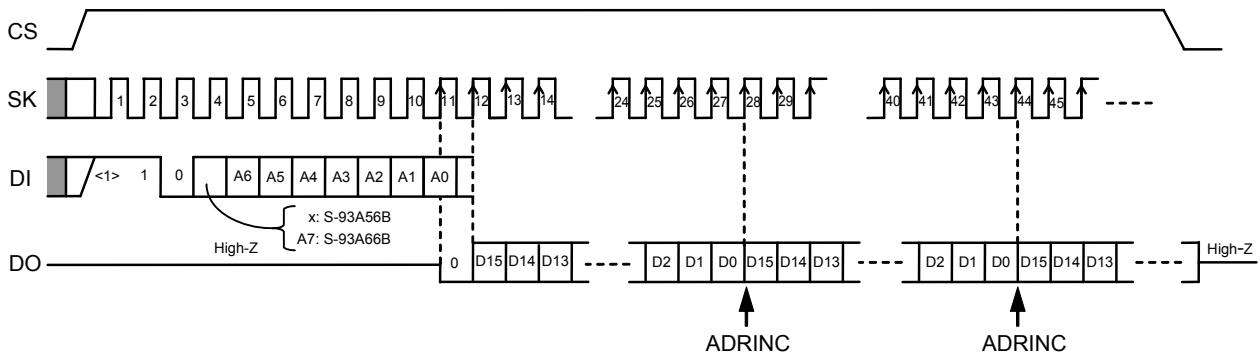 CS
SK
1 2 3 4 5 6 7 8 9 10 11 12 13 14 24 25 26 27 28 29 40 41 42 43 44 45
DI
<1> 1 0 A6 A5 A4 A3 A2 A1 A0
x: S-93A56B
A7: S-93A66B
High-Z
High-Z
DO
0 D15 D14 D13 D2 D1 D0 D15 D14 D13 D2 D1 D0 D15 D14 D13
ADRINC ADRINC